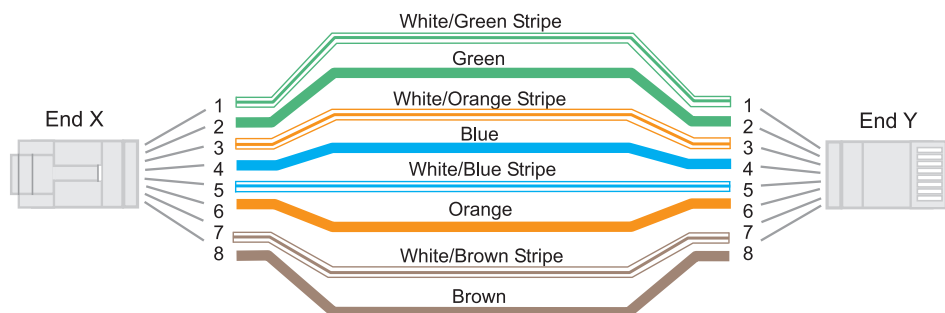 White/Green Stripe
Green
White/Orange Stripe
Blue
White/Blue Stripe
Orange
White/Brown Stripe
Brown
End X
1
2
3
4
5
6
7
8
End Y
1
2
3
4
5
6
7
8